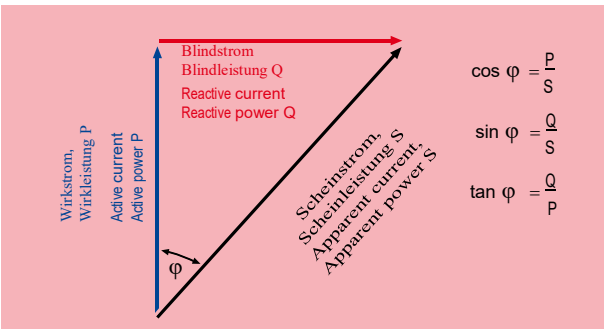 Blindstrom
Blindleistung Q
Reactive current
Reactive power Q
Wirkstrom,
Wirkleistung P
Active current
Active power P
Scheinstrom,
Scheinleistung S
Apparent current,
Apparent power S
φ
cos φ = P/S
sin φ = Q/S
tan φ = Q/P